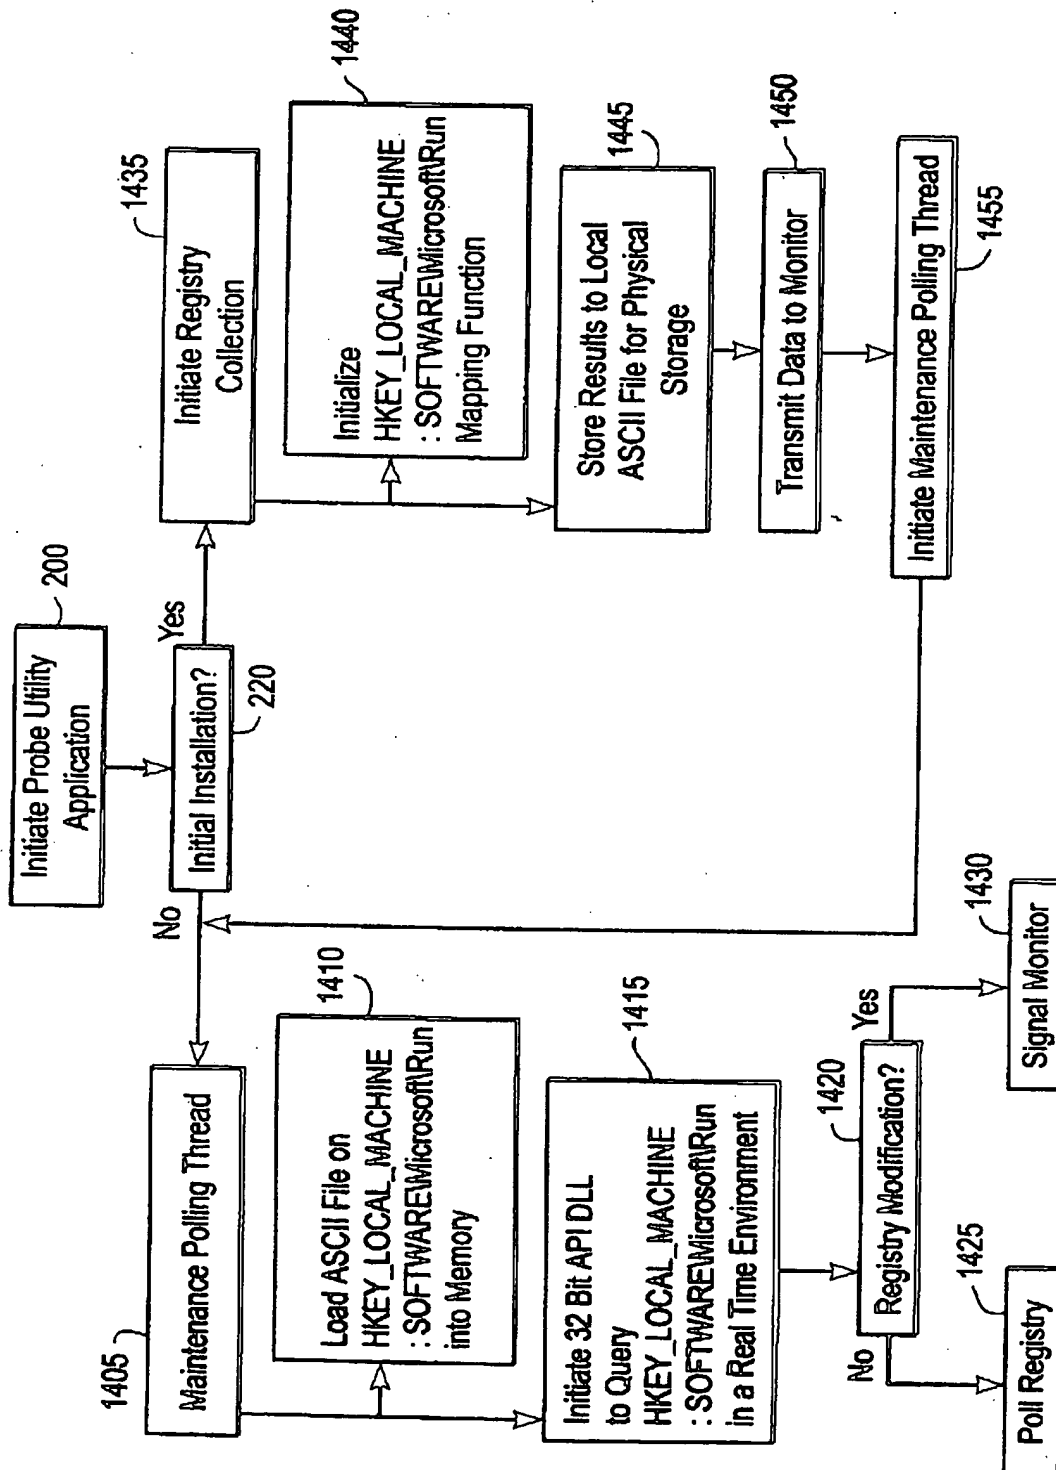 200
Initiate Probe Utility
Application
Initial Installation?
220
No
Yes
1405
Maintenance Polling Thread
1410
Load ASCII File on
HKEY_LOCAL_MACHINE
: SOFTWARE\Microsoft\Run
into Memory
1415
Initiate 32 Bit API DLL
to Query
HKEY_LOCAL_MACHINE
: SOFTWARE\Microsoft\Run
in a Real Time Environment
1420
Registry Modification?
No
Yes
1425
Poll Registry
1430
Signal Monitor
1435
Initiate Registry
Collection
1440
Initialize
HKEY_LOCAL_MACHINE
: SOFTWARE\Microsoft\Run
Mapping Function
1445
Store Results to Local
ASCII File for Physical
Storage
1450
Transmit Data to Monitor
Initiate Maintenance Polling Thread
1455